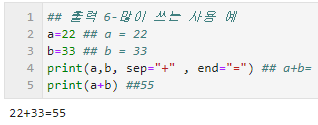 1 ## 출력 6-많이 쓰는 사용 예
2 a=22 ## a = 22
3 b=33 ## b = 33
4 print(a,b, sep="+" , end="=") ## a+b=
5 print(a+b) ##55
22+33=55